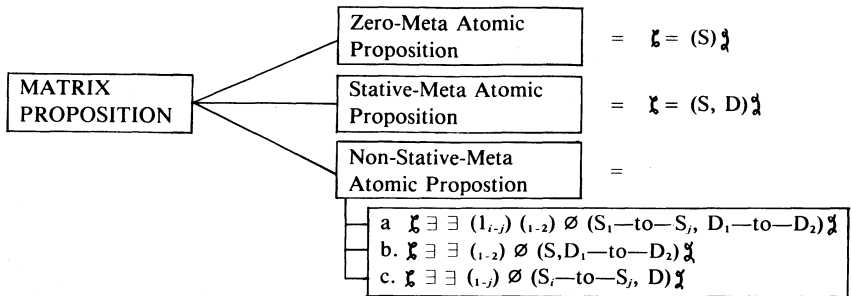 Zero-Meta Atomic
Proposition = ⟅= (S)⟆
MATRIX
PROPOSITION
Stative-Meta Atomic
Proposition = ⟅= (S, D)⟆
Non-Stative-Meta
Atomic Propostion =
a ⟅∃ ∃ (1ᵢ₋ⱼ) (₁₋₂) Ø (S₁—to—Sⱼ, D₁—to—D₂)⟆
b. ⟅∃ ∃ (₁₋₂) Ø (S,D₁—to—D₂)⟆
c. ⟅∃ ∃ (₁₋ⱼ) Ø (Sᵢ—to—Sⱼ, D)⟆